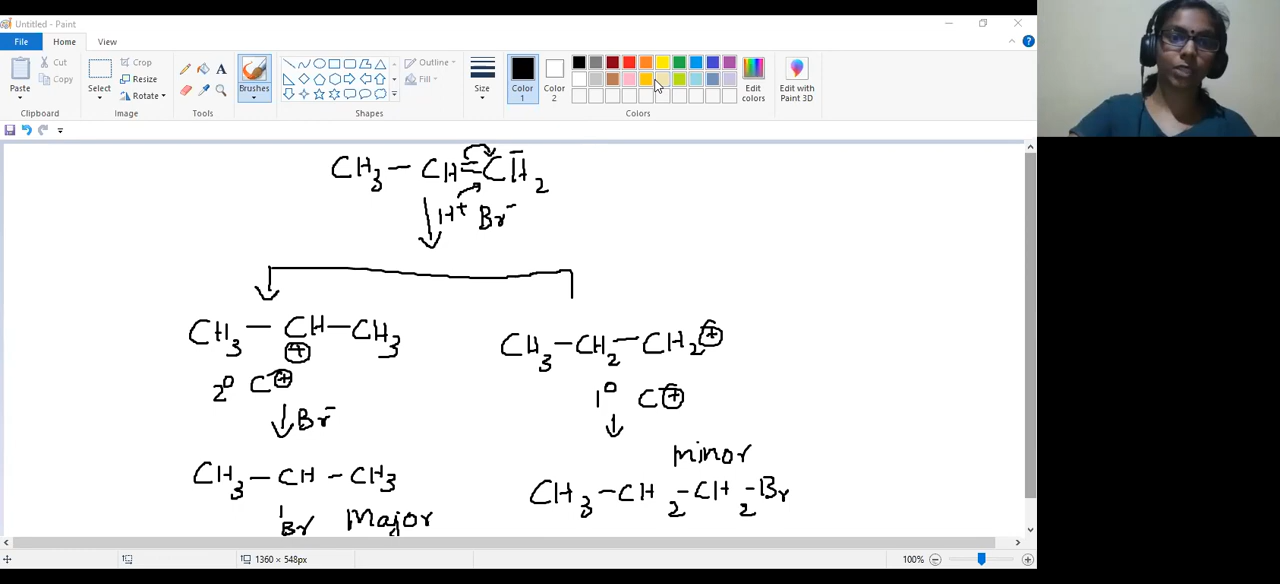 Untitled - Paint
File Home View
Paste Cut Copy Clipboard
Select Crop Resize Rotate Image
A Tools
Brushes
Shapes Outline Fill
Size
Color 1
Color 2
Edit colors
Colors
Edit with Paint 3D
CH3 – CH=CH2
H+ Br-
CH3 – CH – CH3
+
CH3 – CH2 – CH2 +
2° C+
1° C+
Br-
minor
CH3 – CH – CH3
CH3 – CH2 – CH2 – Br
Br Major
1360 × 548px
100%